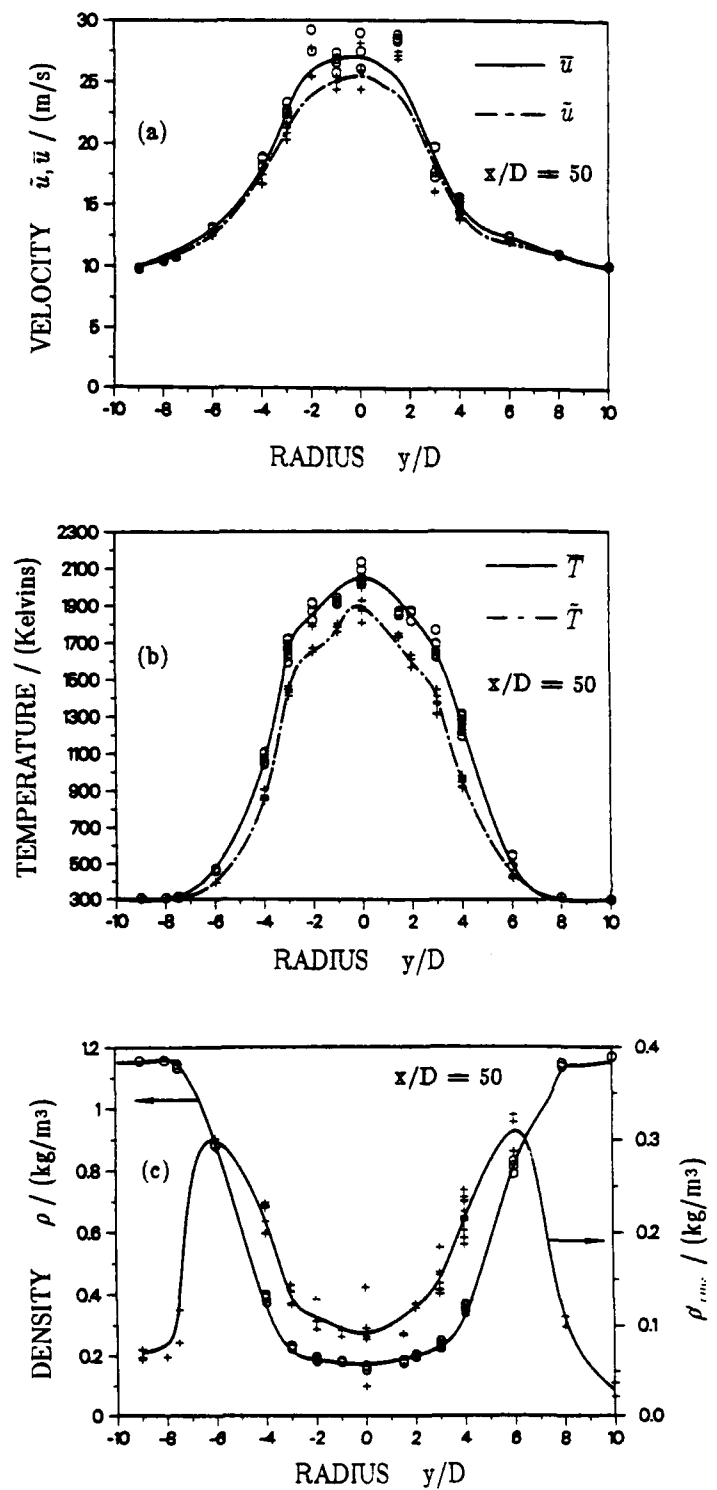 30
25
20
15
10
5
0
(a)
VELOCITY ũ, u̅ / (m/s)
u̅
ũ
x/D = 50
-10 -8 -6 -4 -2 0 2 4 6 8 10
RADIUS y/D
2300
2100
1900
1700
1500
1300
1100
900
700
500
300
(b)
TEMPERATURE / (Kelvins)
T̅
T̃
x/D = 50
-10 -8 -6 -4 -2 0 2 4 6 8 10
RADIUS y/D
1.2
1
0.8
0.6
0.4
0.2
0
(c)
DENSITY ρ / (kg/m³)
x/D = 50
0.4
0.3
0.2
0.1
0.0
/ (kg/m³)
-10 -8 -6 -4 -2 0 2 4 6 8 10
RADIUS y/D